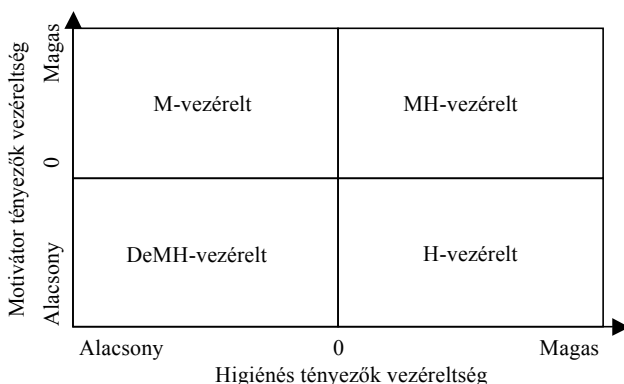 Motivátor tényezők vezéreltség
Magas
0
Alacsony
M-vezérelt
MH-vezérelt
DeMH-vezérelt
H-vezérelt
Alacsony
0
Magas
Higiénés tényezők vezéreltség